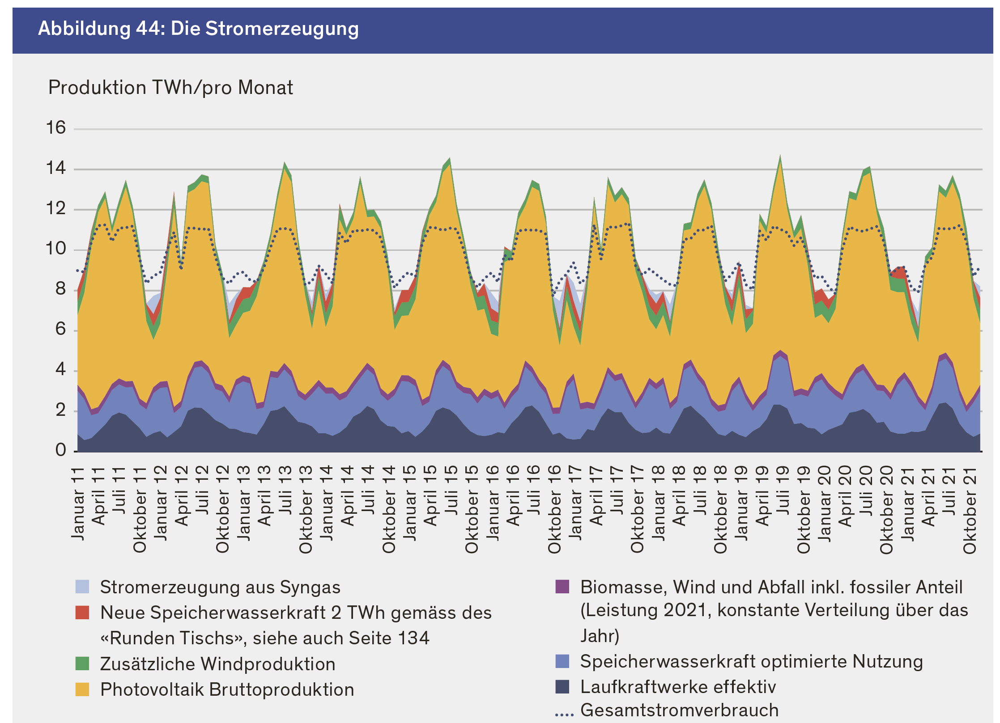 Abbildung 44: Die Stromerzeugung
Produktion TWh/pro Monat
16
14
12
10
8
6
4
2
0
Januar 11
April 11
Juli 11
Oktober 11
Januar 12
April 12
Juli 12
Oktober 12
Januar 13
April 13
Juli 13
Oktober 13
Januar 14
April 14
Juli 14
Oktober 14
Januar 15
April 15
Juli 15
Oktober 15
Januar 16
April 16
Juli 16
Oktober 16
Januar 17
April 17
Juli 17
Oktober 17
Januar 18
April 18
Juli 18
Oktober 18
Januar 19
April 19
Juli 19
Oktober 19
Januar 20
April 20
Juli 20
Oktober 20
Januar 21
April 21
Juli 21
Oktober 21
Stromerzeugung aus Syngas
Neue Speicherwasserkraft 2 TWh gemäss des
«Runden Tischs», siehe auch Seite 134
Zusätzliche Windproduktion
Photovoltaik Bruttoproduktion
Biomasse, Wind und Abfall inkl. fossiler Anteil
(Leistung 2021, konstante Verteilung über das
Jahr)
Speicherwasserkraft optimierte Nutzung
Laufkraftwerke effektiv
Gesamtstromverbrauch